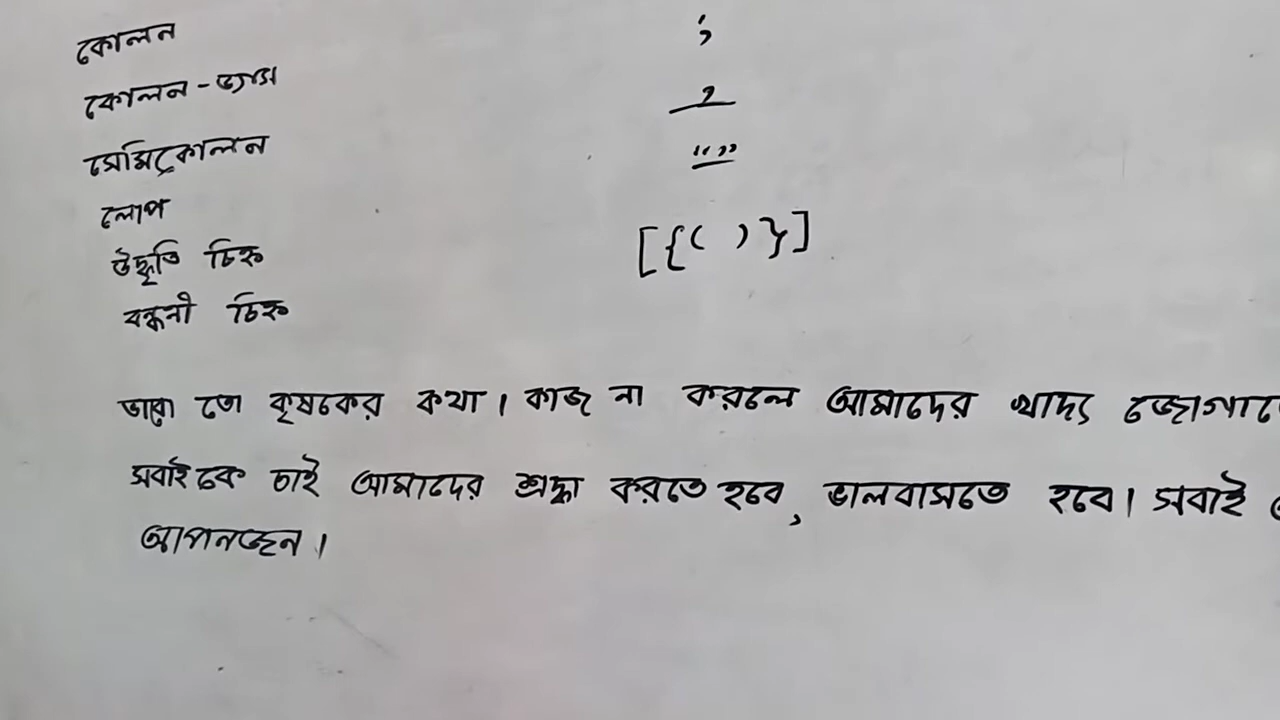 কোলন ;
কোলন - ড্যাস ,
সেমিকোলন “ ”
লোপ [{( )}]
উদ্ধৃতি চিহ্ন
বন্ধনী চিহ্ন
ভাবো তো কৃষকের কথা। কাজ না করলে আমাদের খাদ্য জোগাবে
সবাইকে চাই আমাদের শ্রদ্ধা করতে হবে, ভালবাসতে হবে। সবাই
আপনজন।